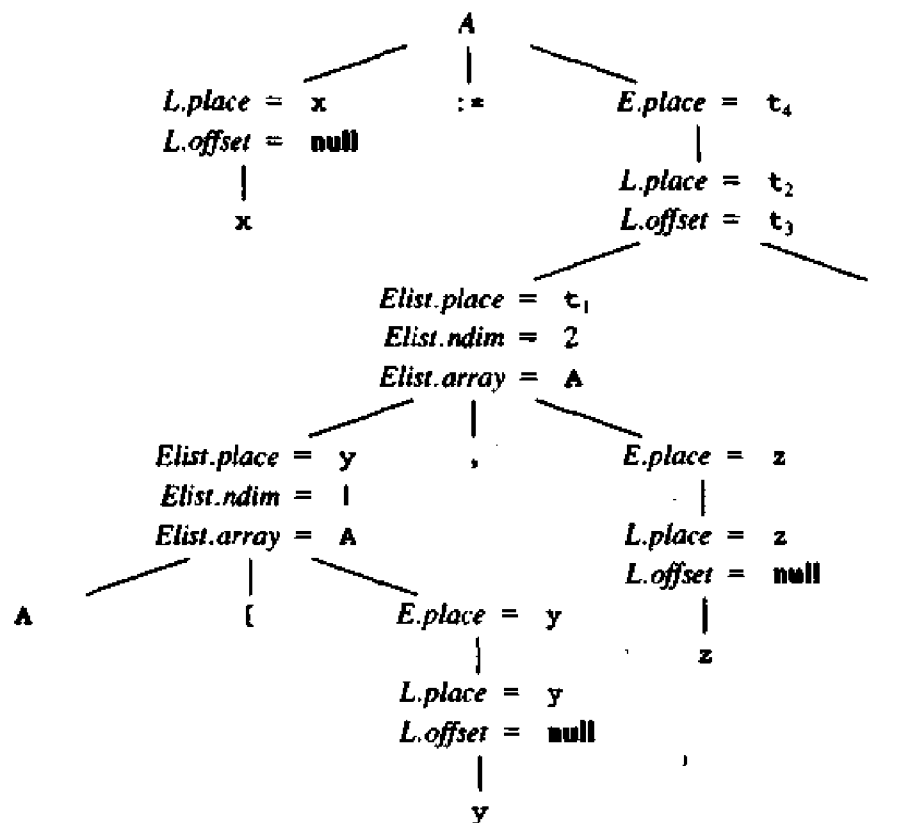 A
L.place = x := E.place = t₄
L.offset = null
L.place = t₂
x L.offset = t₃
Elist.place = t₁
Elist.ndim = 2
Elist.array = A
Elist.place = y , E.place = z
Elist.ndim = 1
Elist.array = A L.place = z
L.offset = null
A [ E.place = y
z
L.place = y
L.offset = null
y